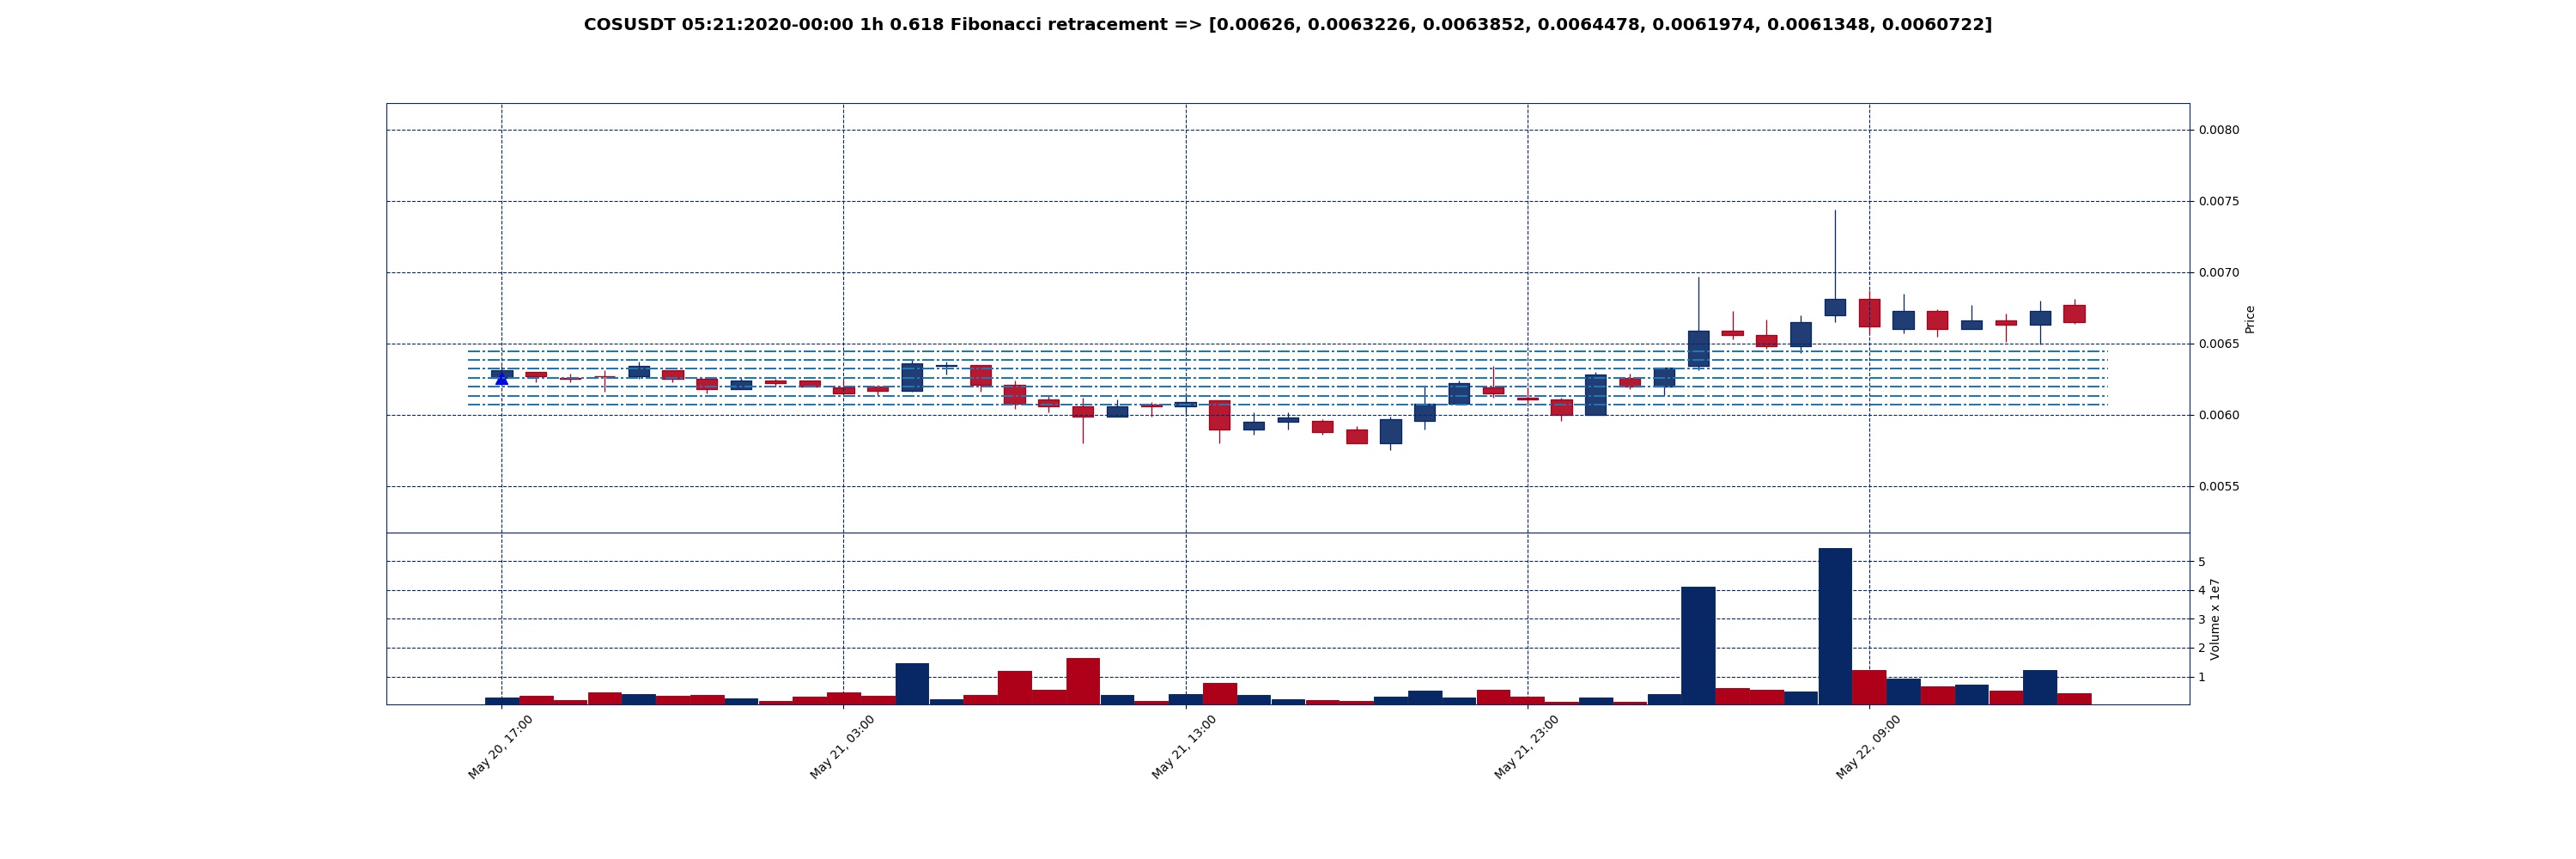 COSUSDT 05:21:2020-00:00 1h 0.618 Fibonacci retracement => [0.00626, 0.0063226, 0.0063852, 0.0064478, 0.0061974, 0.0061348, 0.0060722]
0.0080
0.0075
0.0070
0.0065
0.0060
0.0055
Price
5
4
3
2
1
Volume x 1e7
May 20, 17:00
May 21, 03:00
May 21, 13:00
May 21, 23:00
May 22, 09:00